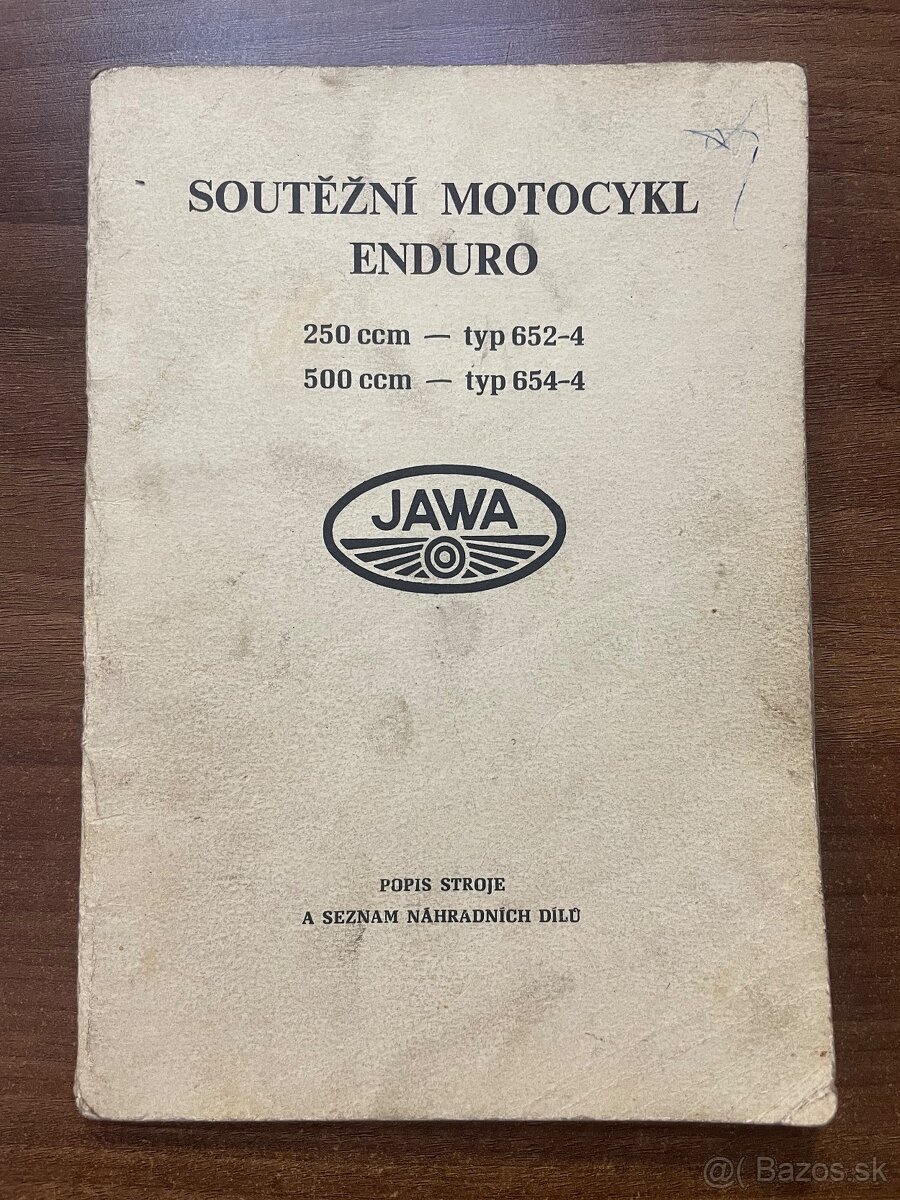 SOUTĚŽNÍ MOTOCYKL
ENDURO
250 ccm — typ 652-4
500 ccm — typ 654-4
JAWA
POPIS STROJE
A SEZNAM NÁHRADNÍCH DÍLŮ
@( Bazos.sk